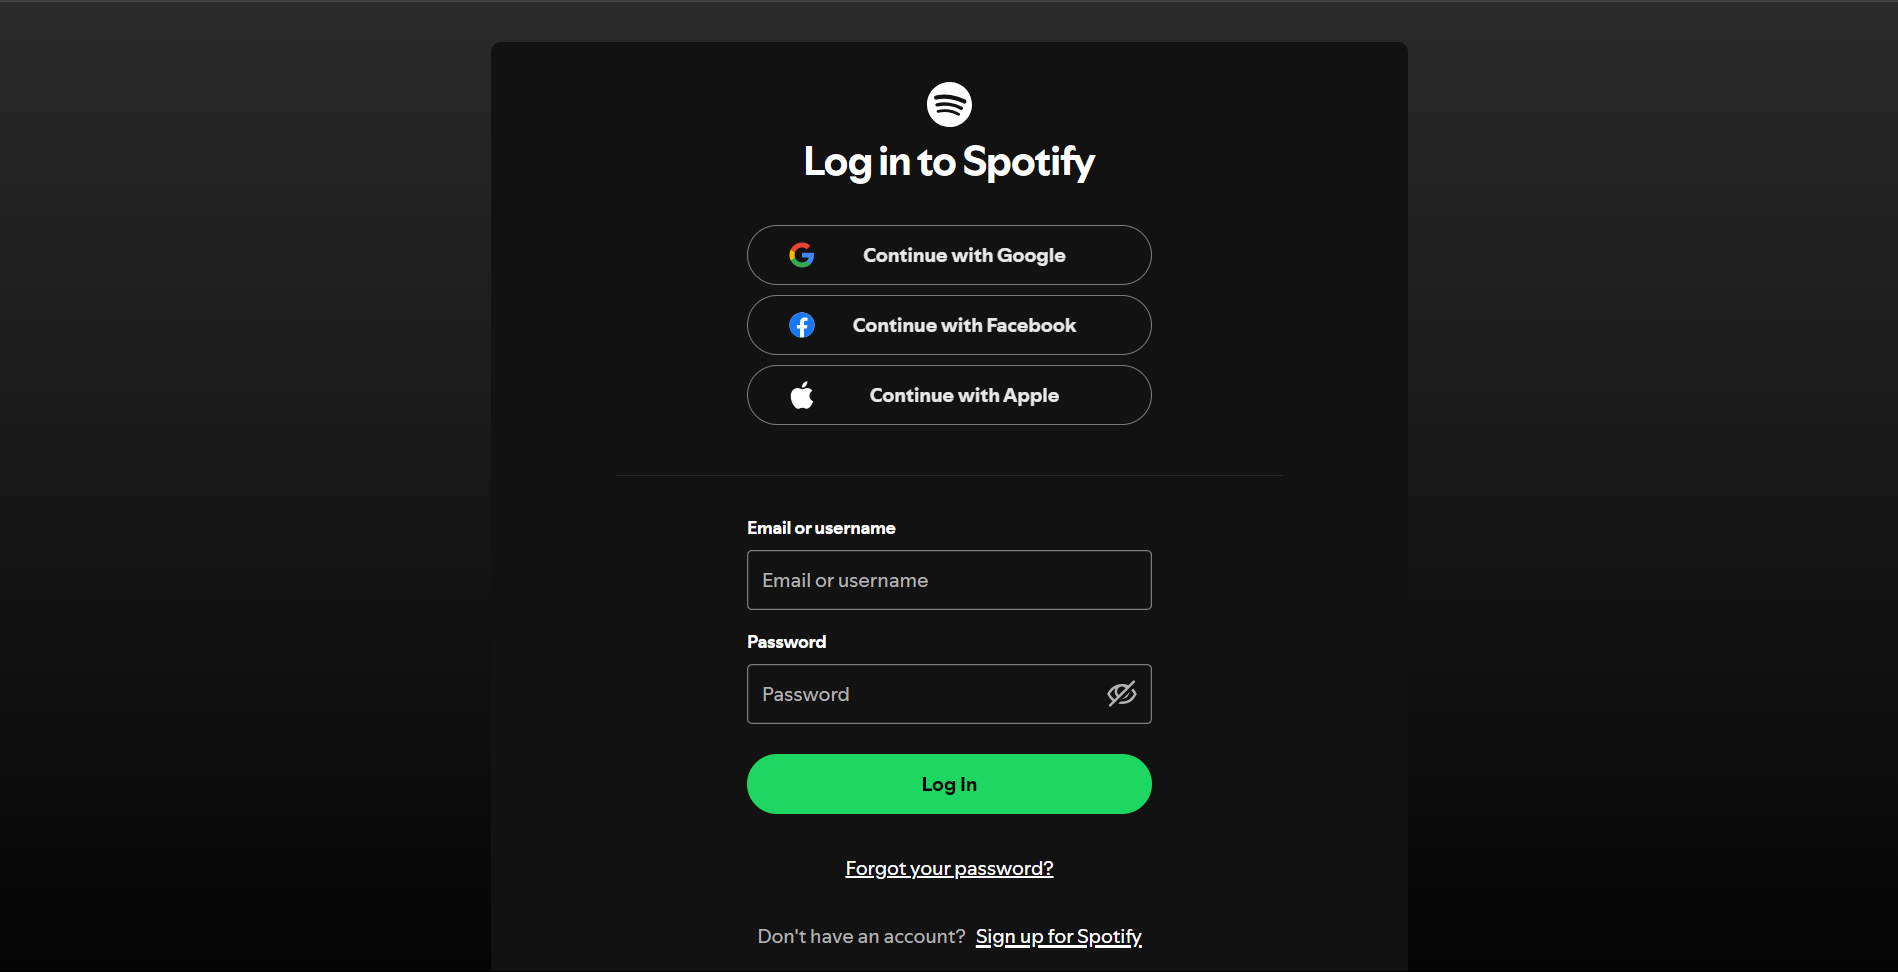 Log in to Spotify
Continue with Google
Continue with Facebook
Continue with Apple
Email or username
Email or username
Password
Password
Log In
Forgot your password?
Don't have an account? Sign up for Spotify